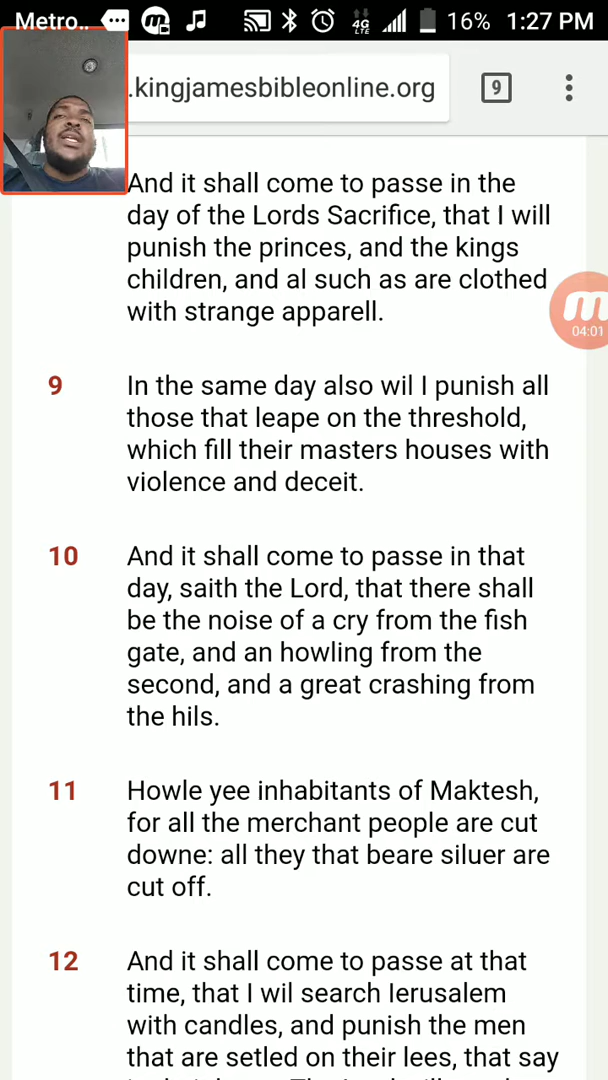 Metro.. 4G LTE 16% 1:27 PM
.kingjamesbibleonline.org 9
And it shall come to passe in the
day of the Lords Sacrifice, that I will
punish the princes, and the kings
children, and al such as are clothed
with strange apparell.
04:01
9 In the same day also wil I punish all
those that leape on the threshold,
which fill their masters houses with
violence and deceit.
10 And it shall come to passe in that
day, saith the Lord, that there shall
be the noise of a cry from the fish
gate, and an howling from the
second, and a great crashing from
the hils.
11 Howle yee inhabitants of Maktesh,
for all the merchant people are cut
downe: all they that beare siluer are
cut off.
12 And it shall come to passe at that
time, that I wil search Ierusalem
with candles, and punish the men
that are setled on their lees, that say